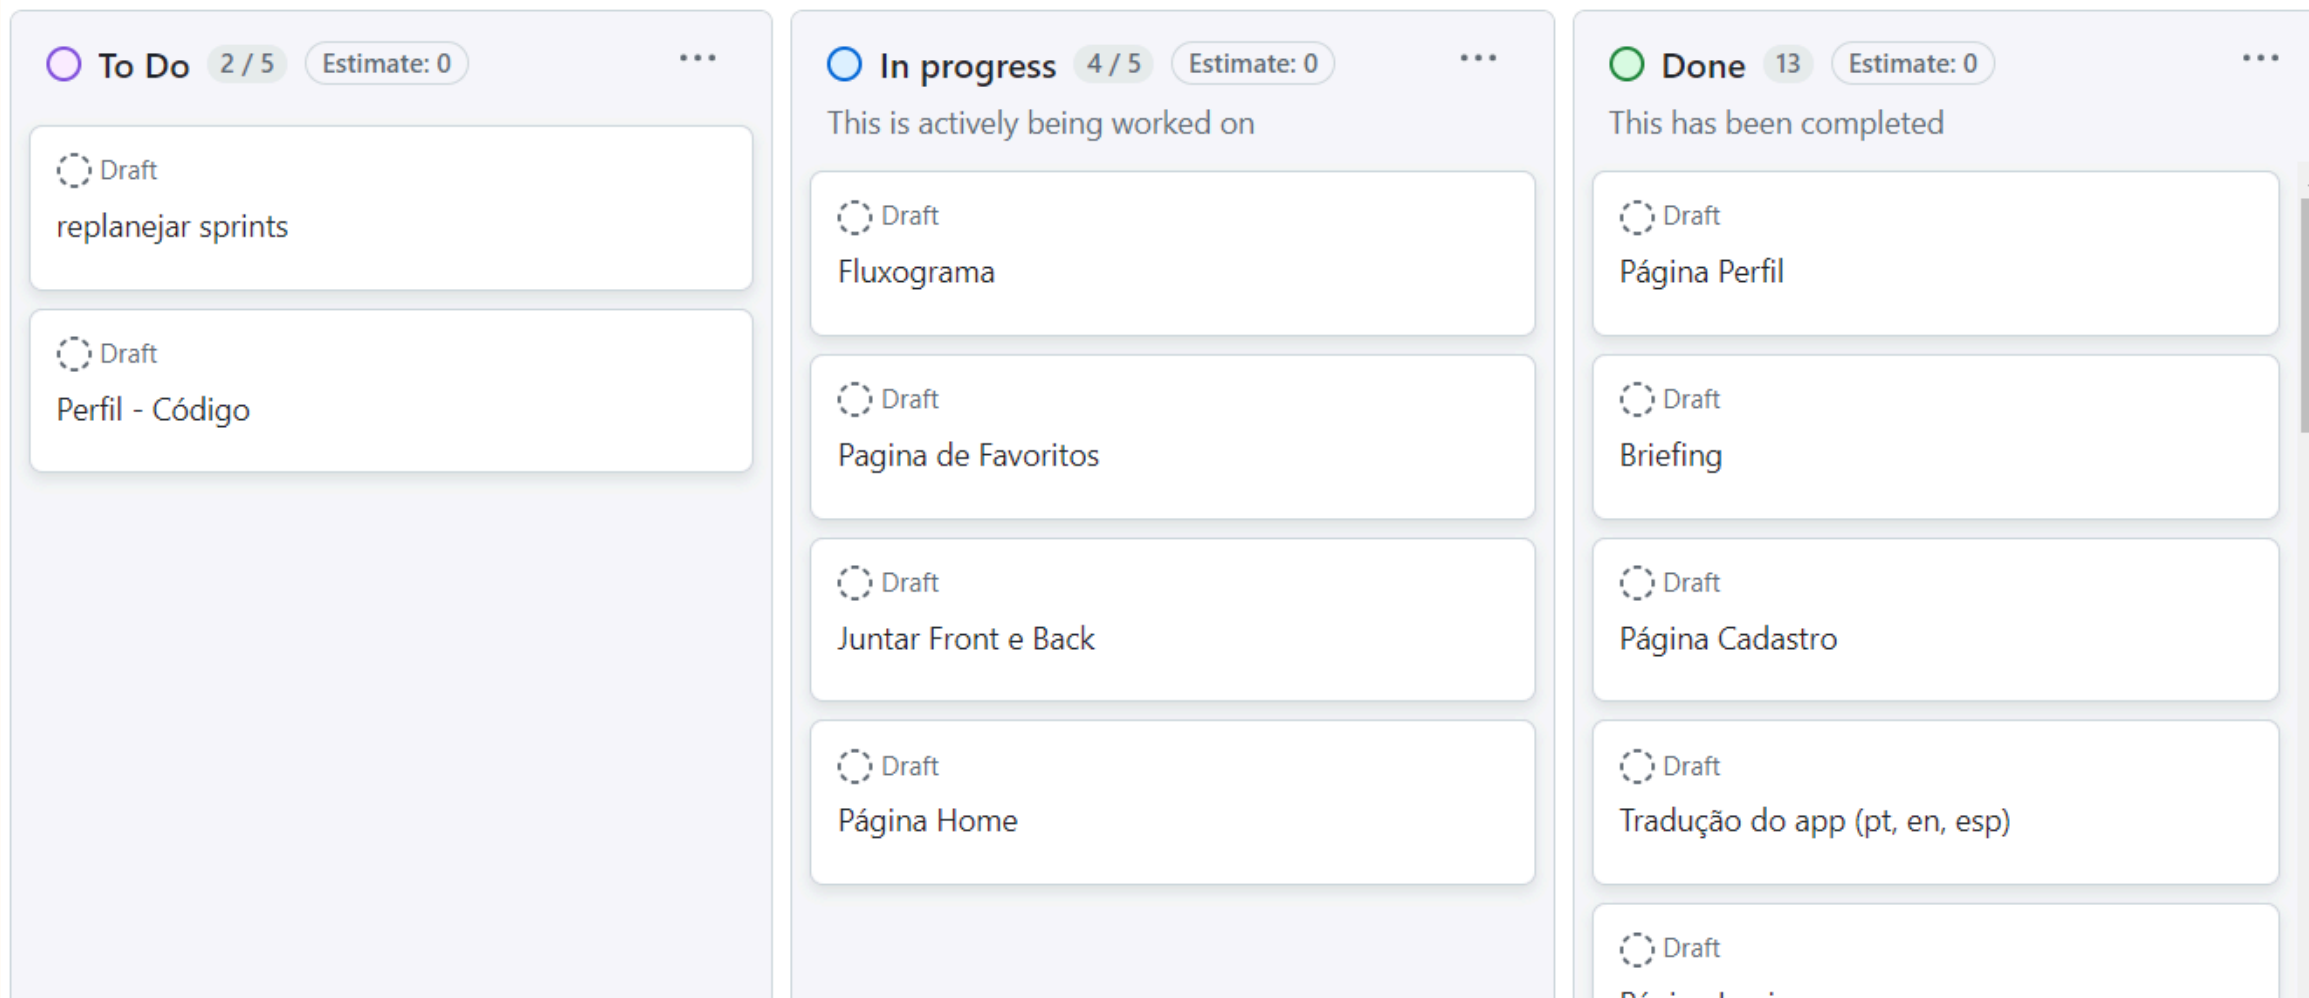 To Do 2 / 5 Estimate: 0
Draft
replanejar sprints
Draft
Perfil - Código
In progress 4 / 5 Estimate: 0
This is actively being worked on
Draft
Fluxograma
Draft
Pagina de Favoritos
Draft
Juntar Front e Back
Draft
Página Home
Done 13 Estimate: 0
This has been completed
Draft
Página Perfil
Draft
Briefing
Draft
Página Cadastro
Draft
Tradução do app (pt, en, esp)
Draft